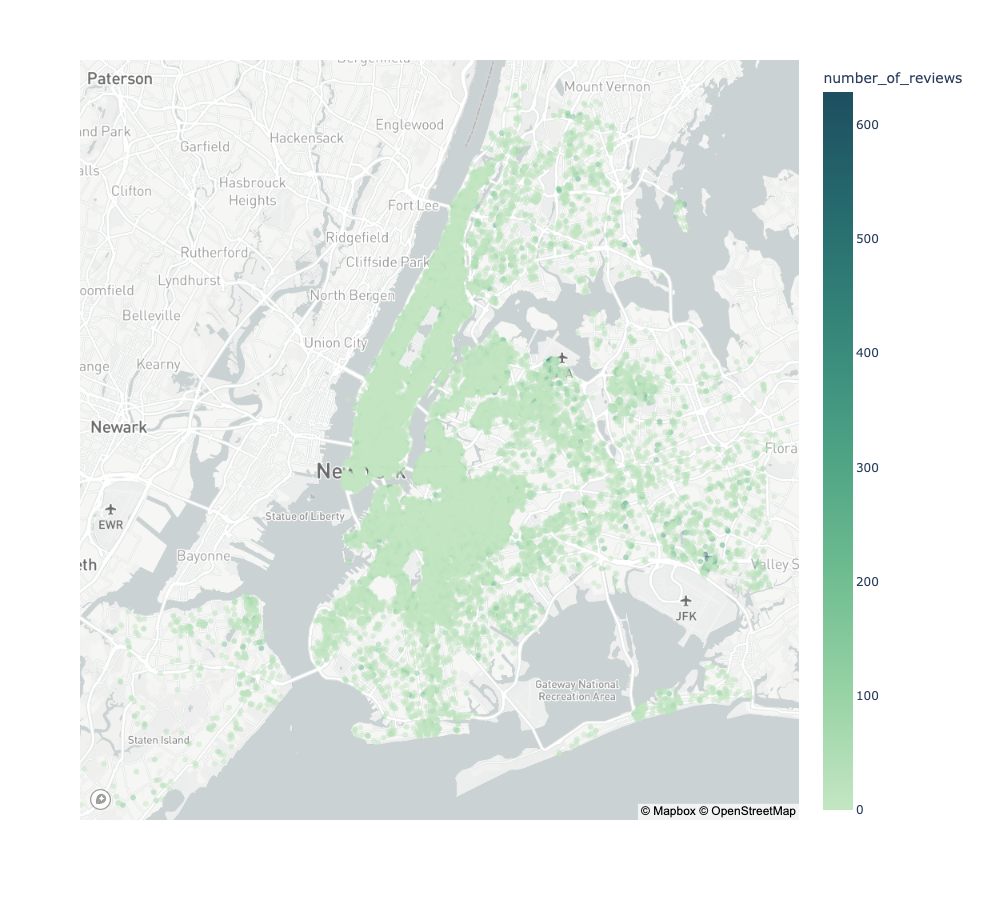 Bergenfield
Paterson
Mount Vernon
number_of_reviews
and Park
Englewood
600
Garfield
Hackensack
alls
Clifton
Hasbrouck
Heights
Fort Lee
Ridgefield
500
Rutherford
Cliffside Park
Lyndhurst
oomfield
North Bergen
Belleville
Union City
400
ange
Kearny
A
Newark
Flora
New
k
300
EWR
Statue of Liberty
Bayonne
eth
Valley S
200
JFK
Gateway National
Recreation Area
100
Staten Island
0
© Mapbox © OpenStreetMap